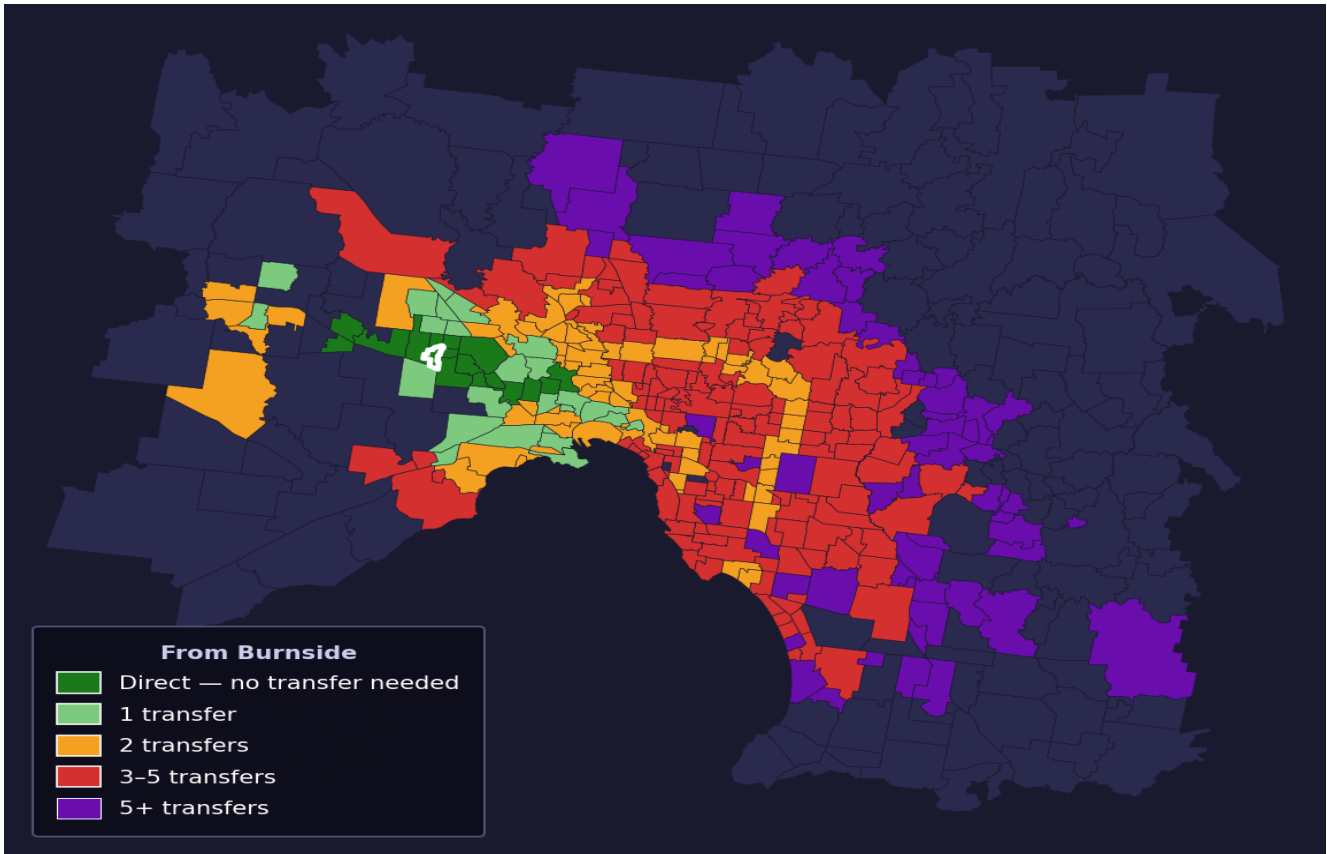 From Burnside
Direct — no transfer needed
1 transfer
2 transfers
3–5 transfers
5+ transfers